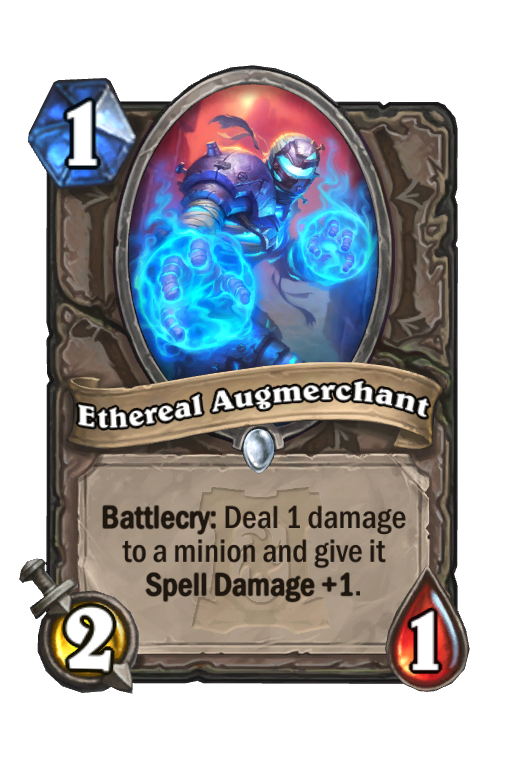 1
Ethereal Augmerchant
Battlecry: Deal 1 damage
to a minion and give it
Spell Damage +1.
2
1